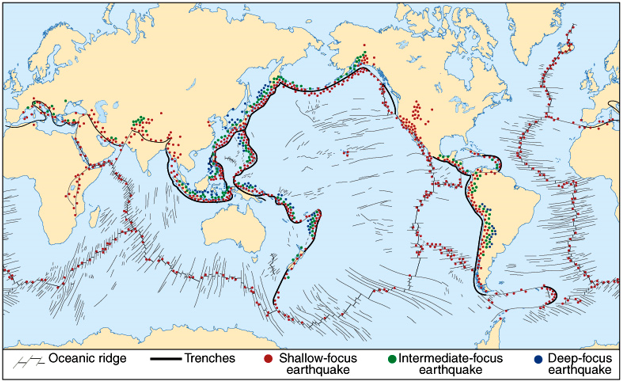 Oceanic ridge
Trenches
Shallow-focus
earthquake
Intermediate-focus
earthquake
Deep-focus
earthquake